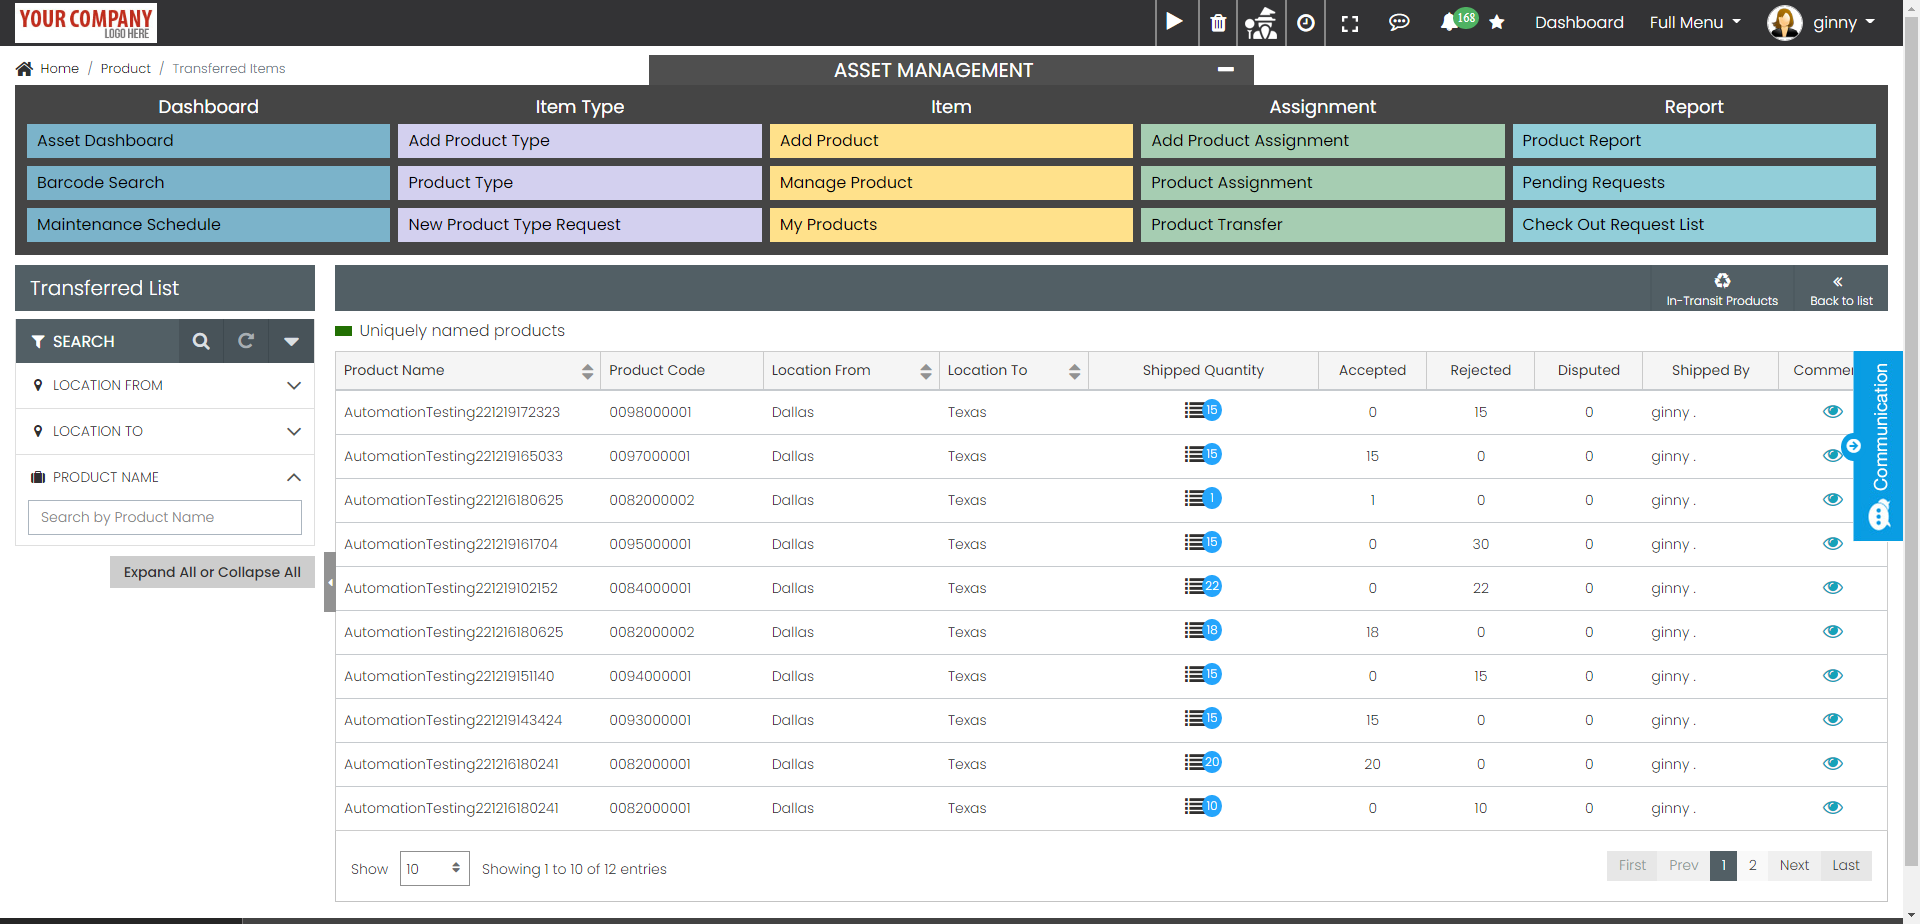 YOUR COMPANY
LOGO HERE
168
Dashboard
Full Menu
ginny
Home / Product / Transferred Items
ASSET MANAGEMENT
Dashboard Item Type Item Assignment Report
Asset Dashboard Add Product Type Add Product Add Product Assignment Product Report
Barcode Search Product Type Manage Product Product Assignment Pending Requests
Maintenance Schedule New Product Type Request My Products Product Transfer Check Out Request List
Transferred List
In-Transit Products Back to list
SEARCH
LOCATION FROM
LOCATION TO
PRODUCT NAME
Search by Product Name
Expand All or Collapse All
Uniquely named products
Product Name Product Code Location From Location To Shipped Quantity Accepted Rejected Disputed Shipped By Commen
AutomationTesting221219172323 0098000001 Dallas Texas 15 0 15 0 ginny .
AutomationTesting221219165033 0097000001 Dallas Texas 15 15 0 0 ginny .
AutomationTesting221216180625 0082000002 Dallas Texas 1 1 0 0 ginny .
AutomationTesting221219161704 0095000001 Dallas Texas 15 0 30 0 ginny .
AutomationTesting221219102152 0084000001 Dallas Texas 22 0 22 0 ginny .
AutomationTesting221216180625 0082000002 Dallas Texas 18 18 0 0 ginny .
AutomationTesting221219151140 0094000001 Dallas Texas 15 0 15 0 ginny .
AutomationTesting221219143424 0093000001 Dallas Texas 15 15 0 0 ginny .
AutomationTesting221216180241 0082000001 Dallas Texas 20 20 0 0 ginny .
AutomationTesting221216180241 0082000001 Dallas Texas 10 0 10 0 ginny .
Communication
Show 10 Showing 1 to 10 of 12 entries
First Prev 1 2 Next Last